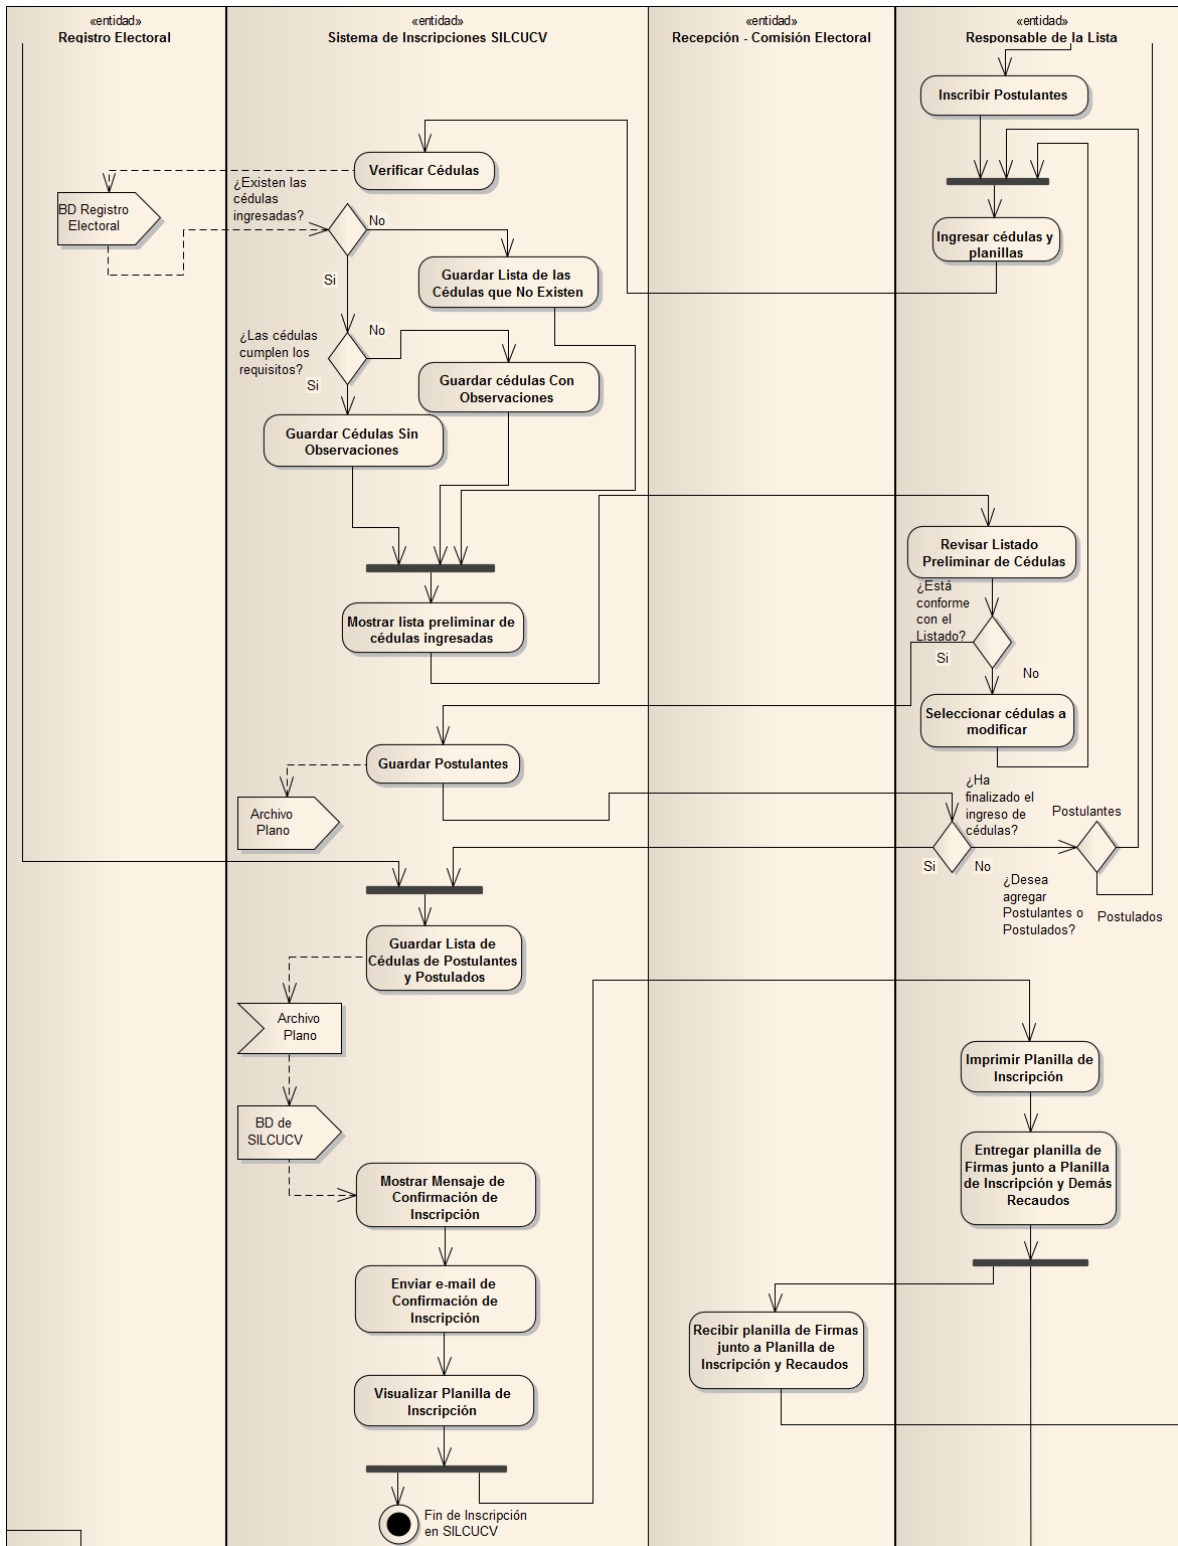 «entidad»
Registro Electoral
«entidad»
Sistema de Inscripciones SILCUCV
«entidad»
Recepción - Comisión Electoral
«entidad»
Responsable de la Lista
Inscribir Postulantes
Verificar Cédulas
BD Registro
Electoral
¿Existen las
cédulas
ingresadas?
No
Si
Ingresar cédulas y
planillas
Guardar Lista de las
Cédulas que No Existen
¿Las cédulas
cumplen los
requisitos?
No
Si
Guardar cédulas Con
Observaciones
Guardar Cédulas Sin
Observaciones
Revisar Listado
Preliminar de Cédulas
¿Está
conforme
con el
Listado?
Si
No
Mostrar lista preliminar de
cédulas ingresadas
Seleccionar cédulas a
modificar
Guardar Postulantes
Archivo
Plano
¿Ha
finalizado el
ingreso de
cédulas?
Postulantes
Si
No
¿Desea
agregar
Postulantes o
Postulados?
Postulados
Guardar Lista de
Cédulas de Postulantes
y Postulados
Archivo
Plano
BD de
SILCUCV
Imprimir Planilla de
Inscripción
Mostrar Mensaje de
Confirmación de
Inscripción
Entregar planilla de
Firmas junto a Planilla
de Inscripción y Demás
Recaudos
Enviar e-mail de
Confirmación de
Inscripción
Recibir planilla de Firmas
junto a Planilla de
Inscripción y Recaudos
Visualizar Planilla de
Inscripción
Fin de Inscripción
en SILCUCV